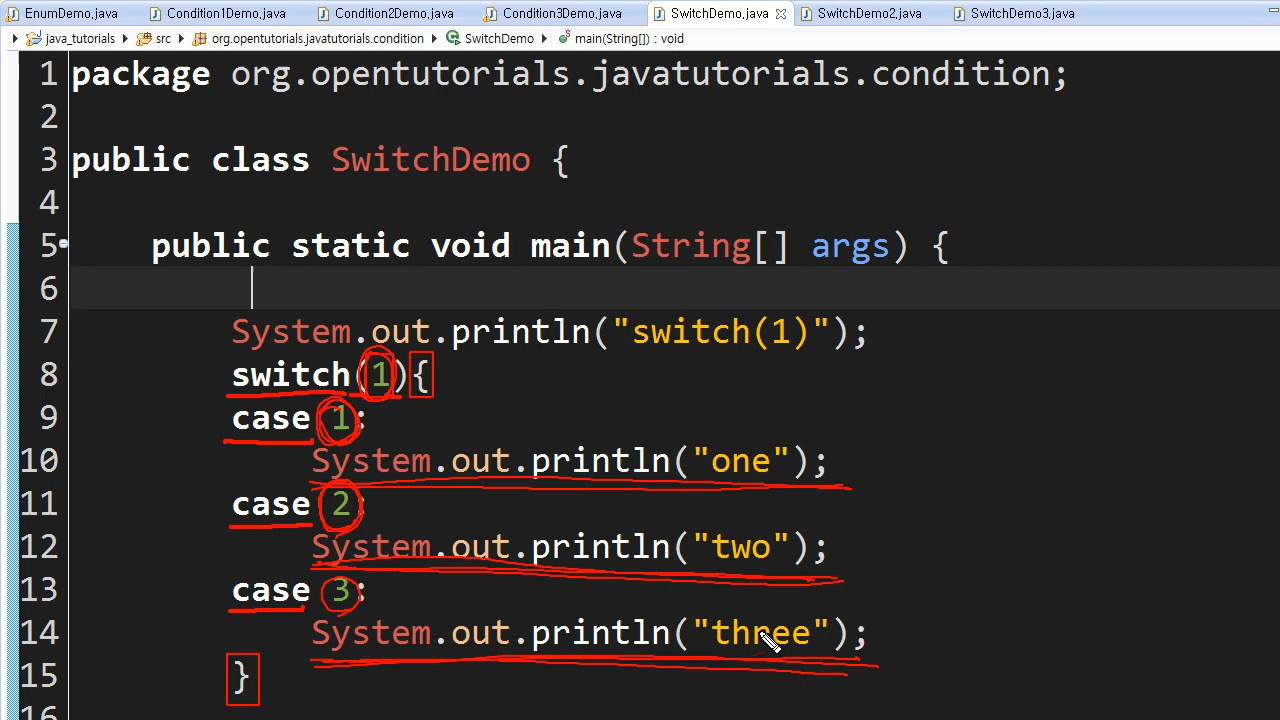 EnumDemo.java Condition1Demo.java Condition2Demo.java Condition3Demo.java SwitchDemo.java SwitchDemo2.java SwitchDemo3.java
java_tutorials src org.opentutorials.javatutorials.condition SwitchDemo main(String[]) : void
1 package org.opentutorials.javatutorials.condition;
2
3 public class SwitchDemo {
4
5 public static void main(String[] args) {
6
7 System.out.println("switch(1)");
8 switch(1){
9 case 1:
10 System.out.println("one");
11 case 2:
12 System.out.println("two");
13 case 3:
14 System.out.println("three");
15 }
16